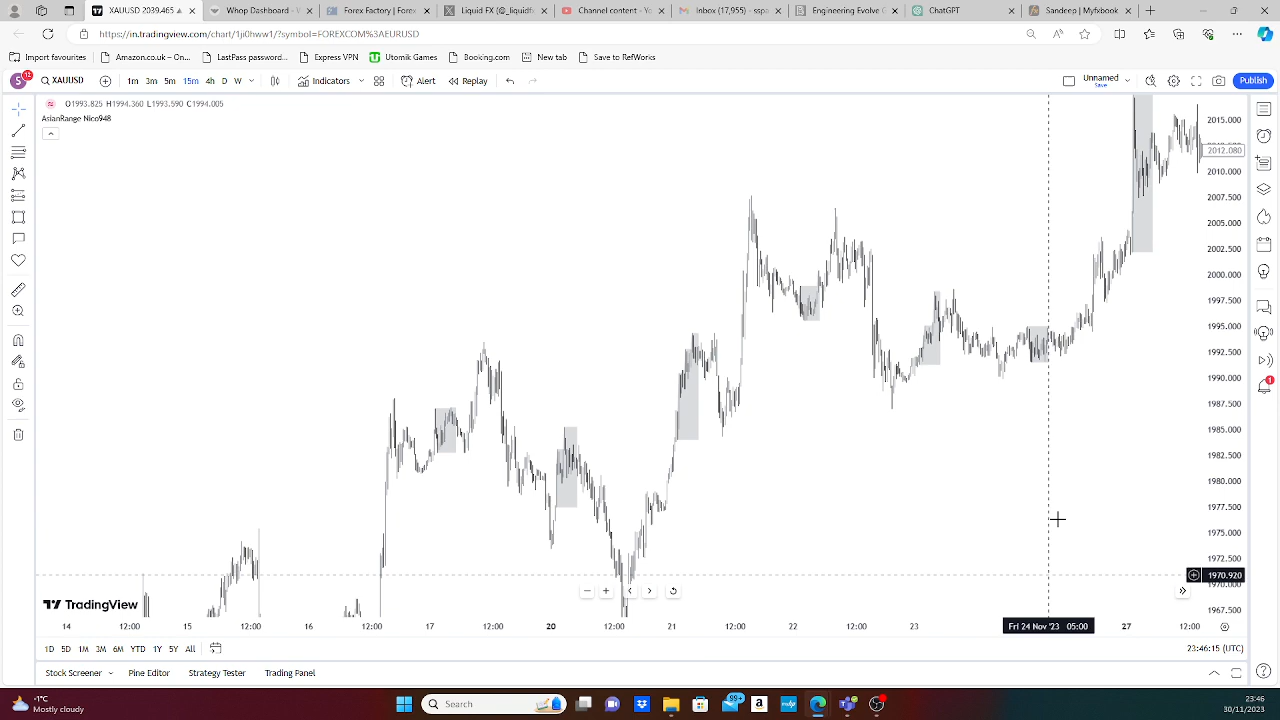 XAUUSD 2039.465 ▲
Whop Dashboard - W
Forex Factory | Forex
Liquid FX (@_liquidf
Channel content - Yo
Inbox (17,955) - sspa
Engineering Evolve G
ChatGPT
Sandeep | Myfxbook
https://in.tradingview.com/chart/1j0hww1/?symbol=FOREXCOM%3AEURUSD
Import favourites
Amazon.co.uk – On...
LastPass password...
Express VPN
Utomik Games
Booking.com
New tab
Save to RefWorks
S 12 XAUUSD 1m 3m 5m 15m 4h D W Indicators Alert Replay Unnamed Save Publish
O1993.825 H1994.360 L1993.590 C1994.005
AsianRange Nico948
2015.000
2012.080
2010.000
2005.000
2002.500
2000.000
1997.500
1995.000
1992.500
1990.000
1987.500
1985.000
1982.500
1980.000
1977.500
1975.000
1972.500
1970.920
1970.000
1967.500
TradingView
14 12:00 15 12:00 16 12:00 17 12:00 20 12:00 21 12:00 22 12:00 23 Fri 24 Nov '23 05:00 27 12:00
1D 5D 1M 3M 6M YTD 1Y 5Y All 23:46:15 (UTC)
Stock Screener Pine Editor Strategy Tester Trading Panel
-1°C
Mostly cloudy
Search
99+
23:46
30/11/2023